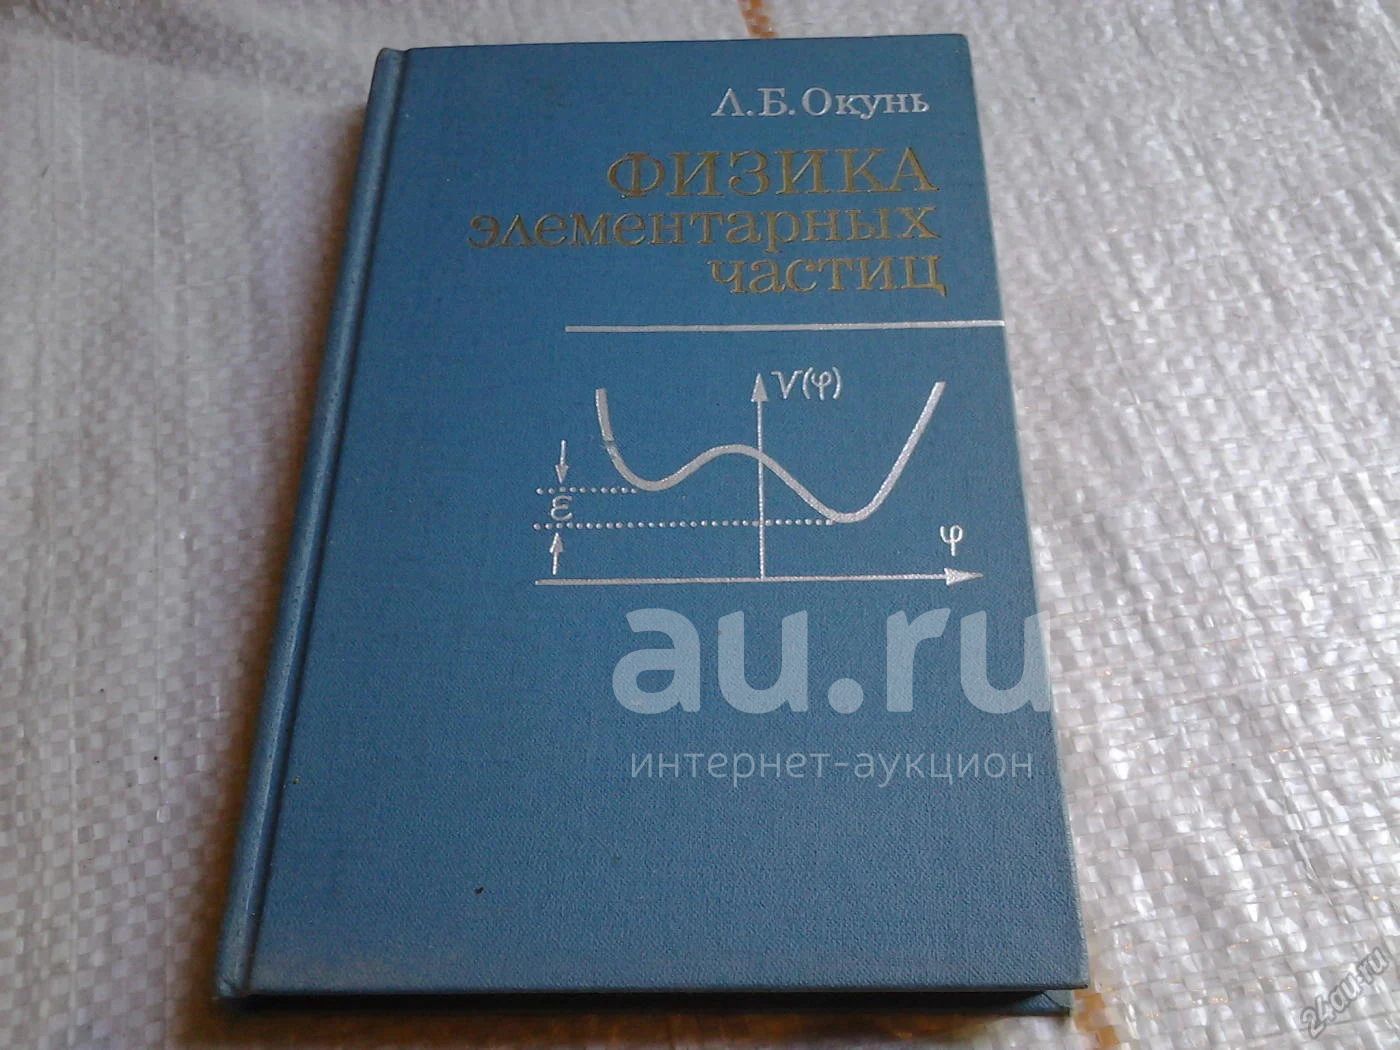 Л.Б.Окунь
ФИЗИКА
элементарных
частиц
V(φ)
ε
φ
au.ru
интернет-аукцион
24au.ru